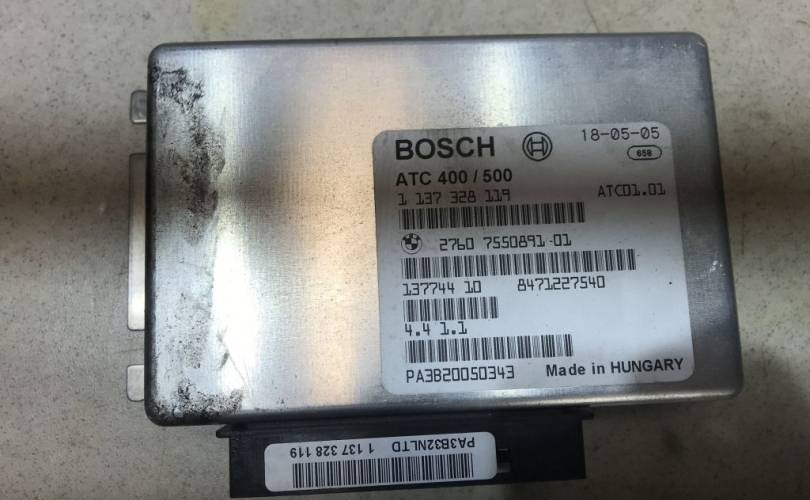 BOSCH 18-05-05
658
ATC 400 / 500
1 137 328 119 ATC01.01
2760 7550891-01
137744 10 8471227540
4.4 1.1
PA3B20050343 Made in HUNGARY
PA3B32NLTD 1 137 328 119